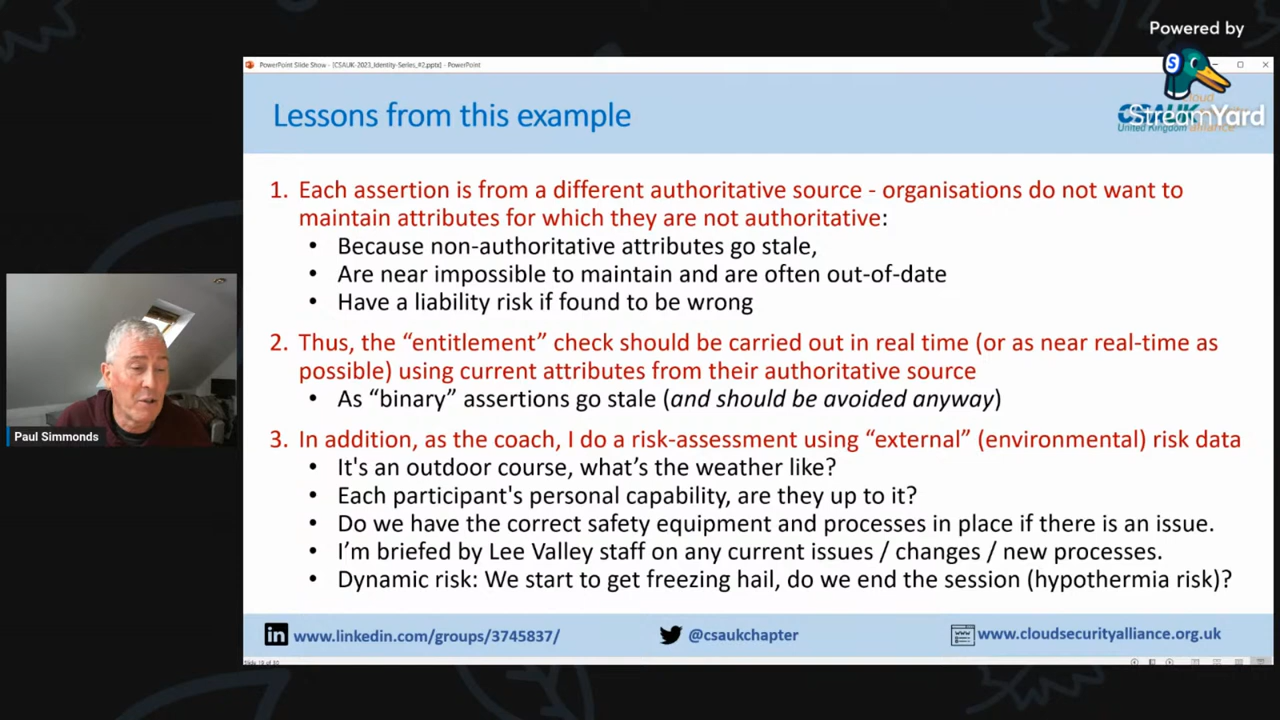 Powered by
StreamYard
PowerPoint Slide Show - [CSAUK-2023_Identity-Series_#2.pptx] - PowerPoint
Lessons from this example
CSAUK cloud security
United Kingdom alliance
1. Each assertion is from a different authoritative source - organisations do not want to
maintain attributes for which they are not authoritative:
• Because non-authoritative attributes go stale,
• Are near impossible to maintain and are often out-of-date
• Have a liability risk if found to be wrong
2. Thus, the “entitlement” check should be carried out in real time (or as near real-time as
possible) using current attributes from their authoritative source
• As “binary” assertions go stale (and should be avoided anyway)
3. In addition, as the coach, I do a risk-assessment using “external” (environmental) risk data
• It's an outdoor course, what’s the weather like?
• Each participant's personal capability, are they up to it?
• Do we have the correct safety equipment and processes in place if there is an issue.
• I’m briefed by Lee Valley staff on any current issues / changes / new processes.
• Dynamic risk: We start to get freezing hail, do we end the session (hypothermia risk)?
Paul Simmonds
www.linkedin.com/groups/3745837/
@csaukchapter
www.cloudsecurityalliance.org.uk